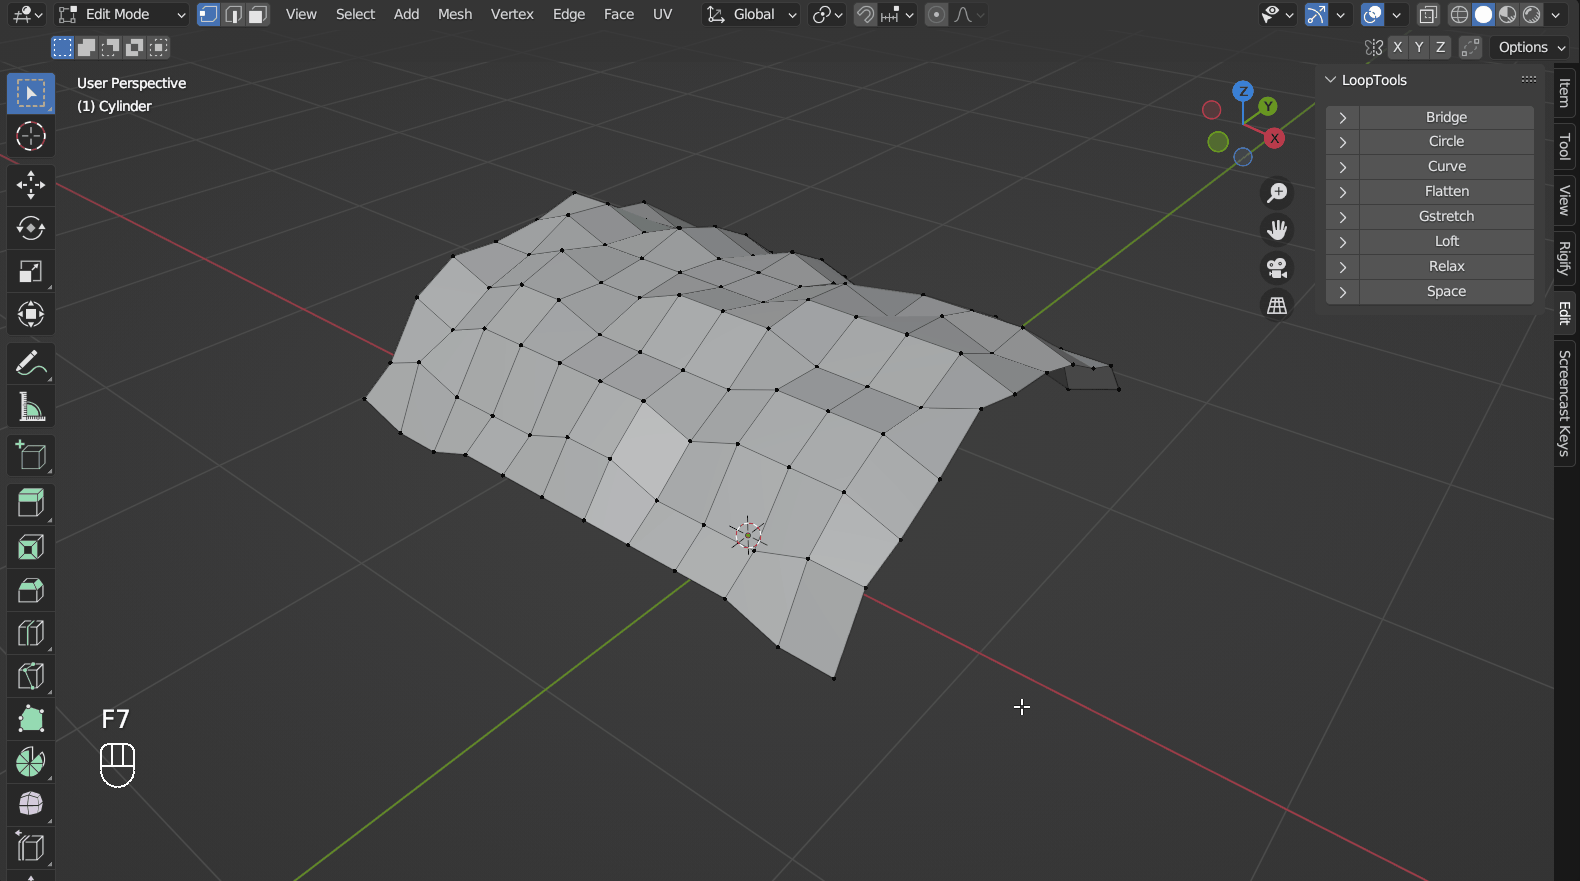 Edit Mode
View Select Add Mesh Vertex Edge Face UV
Global
X Y Z
Options
User Perspective
(1) Cylinder
Z
Y
X
LoopTools
Bridge
Circle
Curve
Flatten
Gstretch
Loft
Relax
Space
Item
Tool
View
Rigify
Edit
Screencast Keys
F7